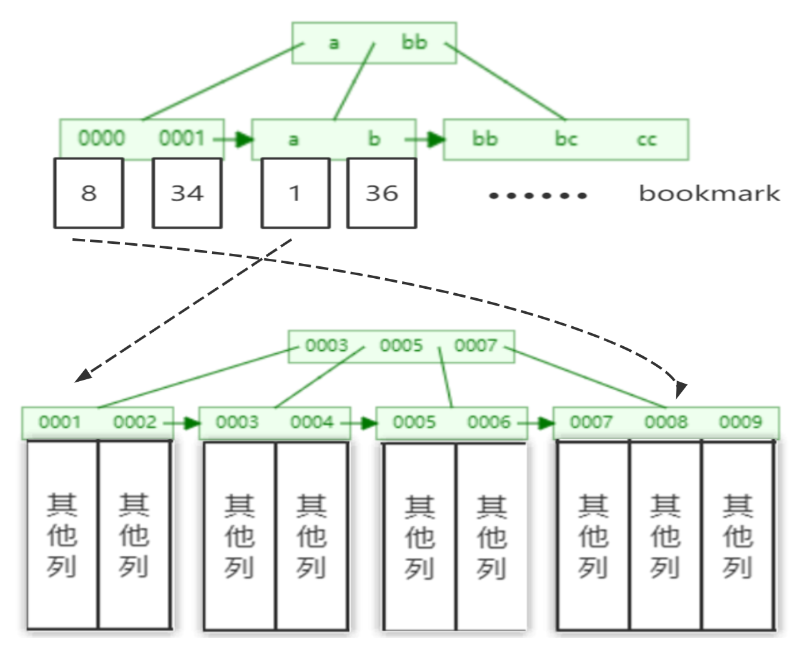 a bb
0000 0001 a b bb bc cc
8 34 1 36 •••••• bookmark
0003 0005 0007
0001 0002 0003 0004 0005 0006 0007 0008 0009
其他列 其他列 其他列 其他列 其他列 其他列 其他列 其他列 其他列